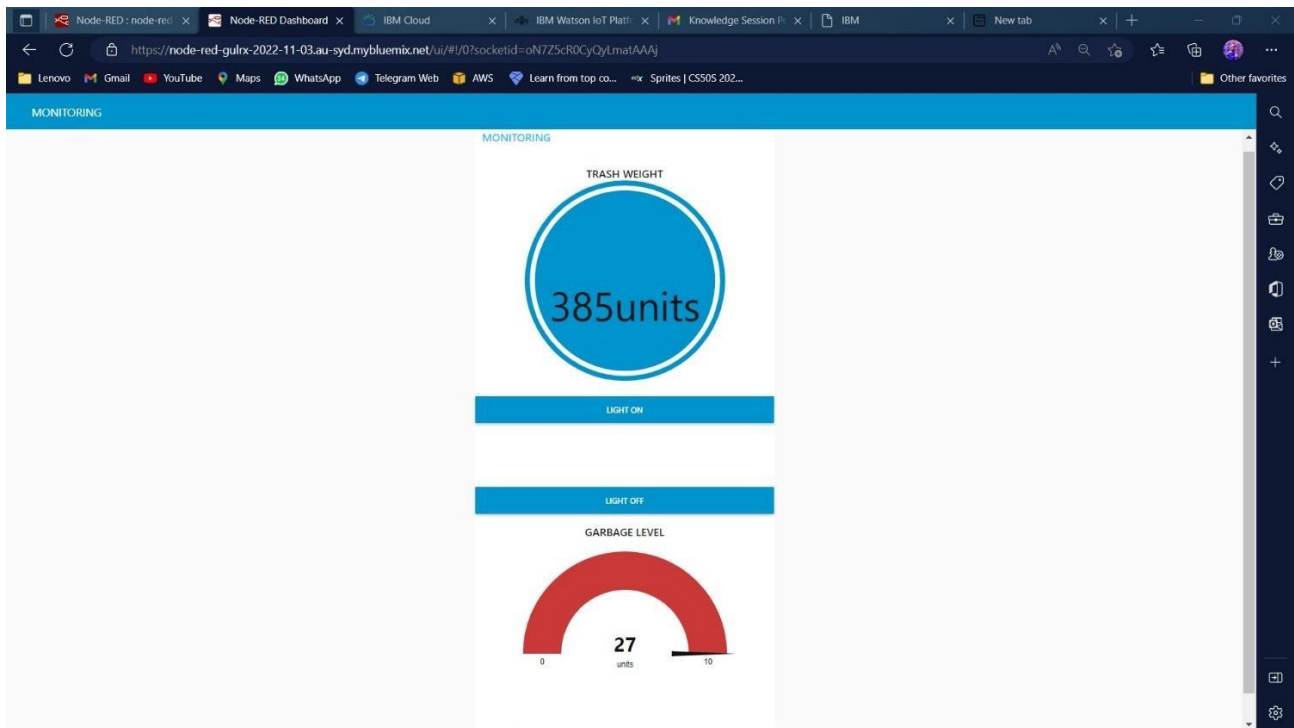 Node-RED : node-red
Node-RED Dashboard
IBM Cloud
IBM Watson IoT Platf
Knowledge Session P
IBM
New tab
https://node-red-gulrx-2022-11-03.au-syd.mybluemix.net/ui/#!/0?socketid=oN7Z5cR0CyQyLmatAAAj
Lenovo
Gmail
YouTube
Maps
WhatsApp
Telegram Web
AWS
Learn from top co...
Sprites | CS50S 202...
Other favorites
MONITORING
MONITORING
TRASH WEIGHT
385units
LIGHT ON
LIGHT OFF
GARBAGE LEVEL
27
units
0
10